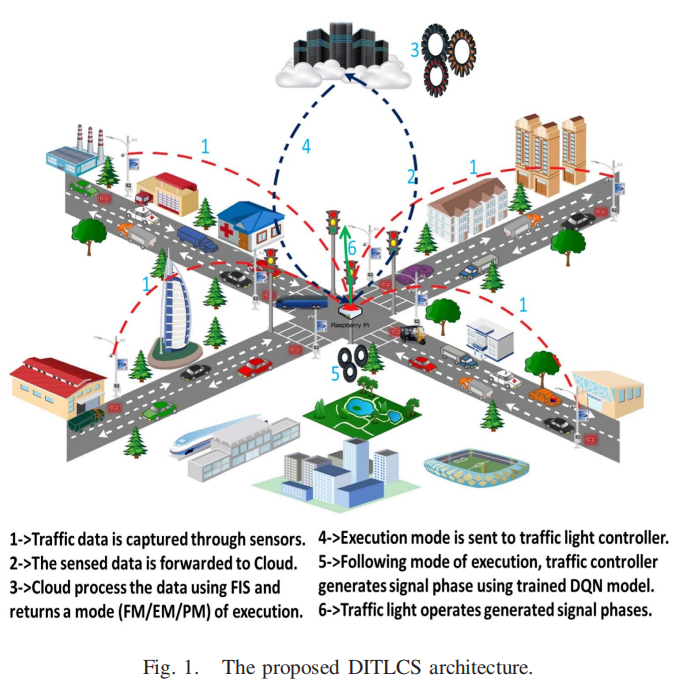 3
1
4
2
1
6
1
Raspberry Pi
1
5
1->Traffic data is captured through sensors.
2->The sensed data is forwarded to Cloud.
3->Cloud process the data using FIS and
returns a mode (FM/EM/PM) of execution.
4->Execution mode is sent to traffic light controller.
5->Following mode of execution, traffic controller
generates signal phase using trained DQN model.
6->Traffic light operates generated signal phases.
Fig. 1. The proposed DITLCS architecture.